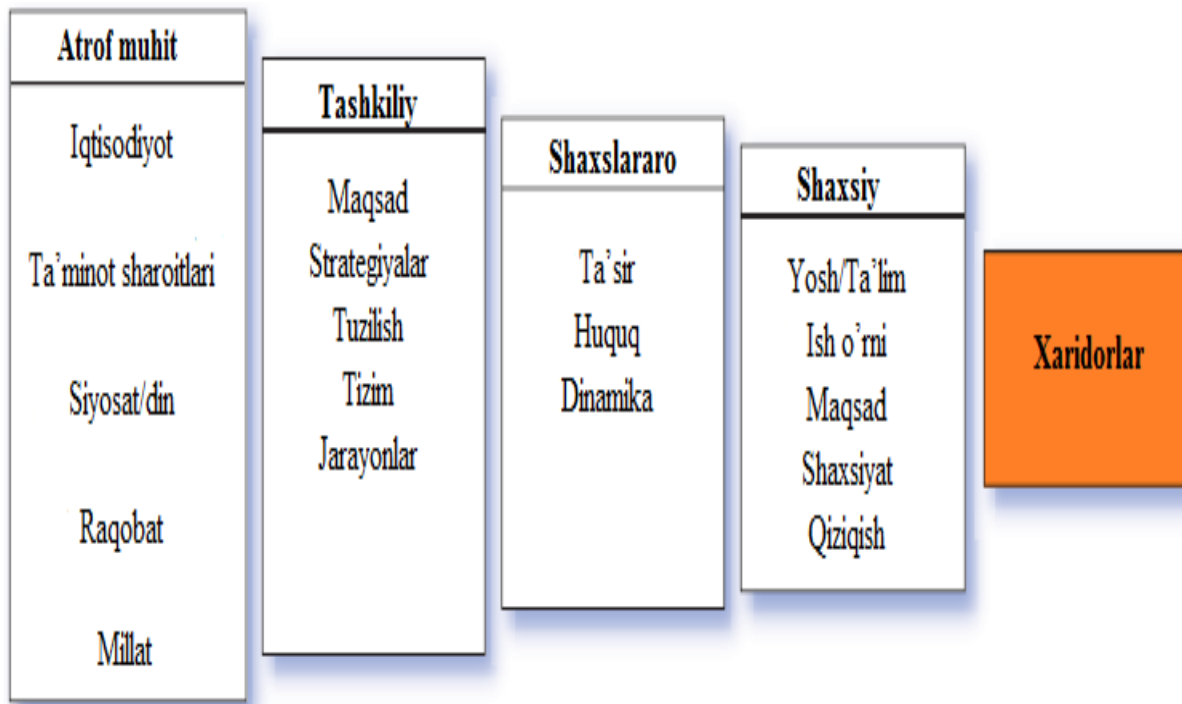 Atrof muhit
Iqtisodiyot
Ta'minot sharoitlari
Siyosat/din
Raqobat
Millat
Tashkiliy
Maqsad
Strategiyalar
Tuzilish
Tizim
Jarayonlar
Shaxslararo
Ta’sir
Huquq
Dinamika
Shaxsiy
Yosh/Ta’lim
Ish o’rni
Maqsad
Shaxsiyat
Qiziqish
Xaridorlar